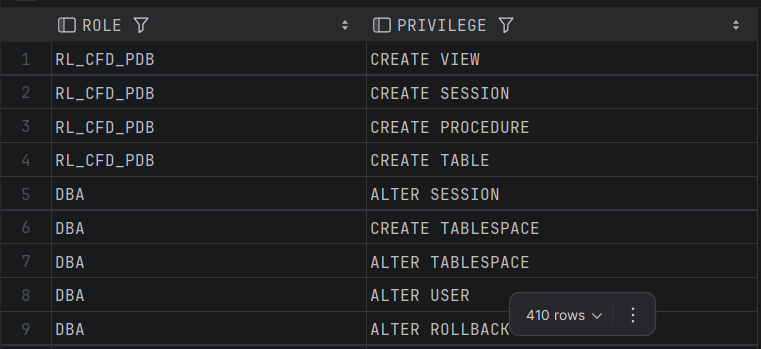 ROLE PRIVILEGE
1 RL_CFD_PDB CREATE VIEW
2 RL_CFD_PDB CREATE SESSION
3 RL_CFD_PDB CREATE PROCEDURE
4 RL_CFD_PDB CREATE TABLE
5 DBA ALTER SESSION
6 DBA CREATE TABLESPACE
7 DBA ALTER TABLESPACE
8 DBA ALTER USER
9 DBA ALTER ROLLBACK
410 rows